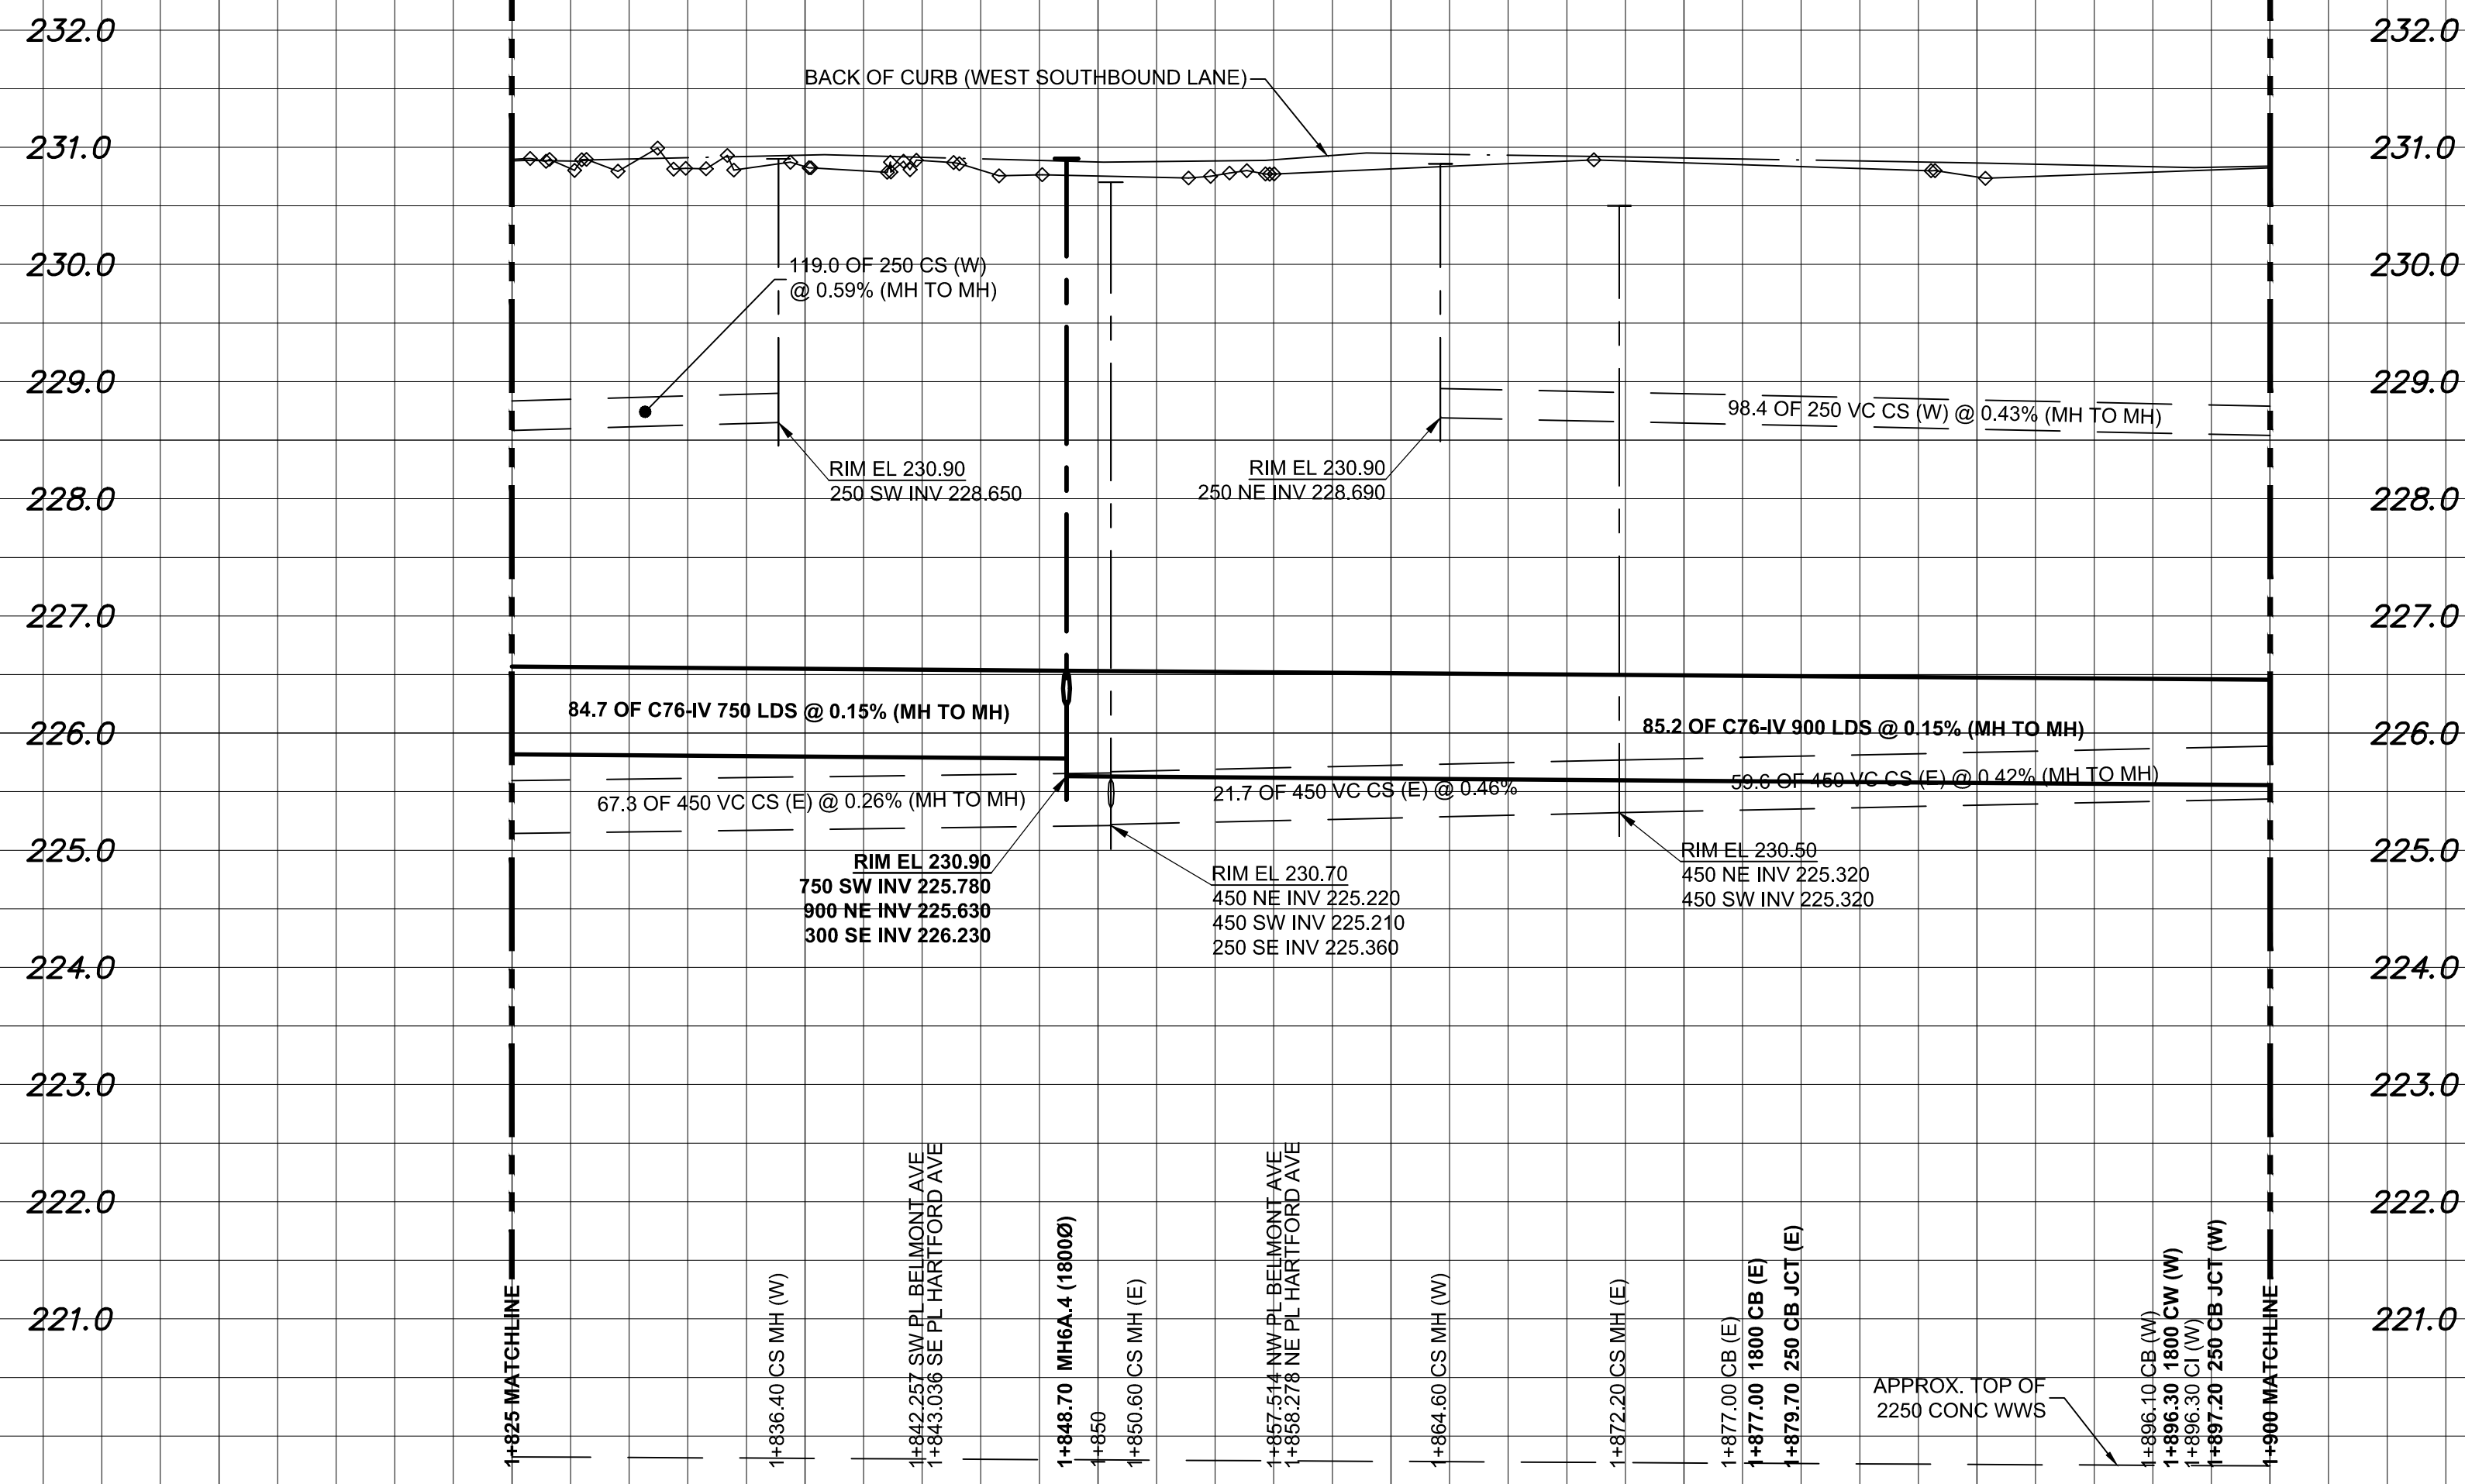 232.0 232.0
BACK OF CURB (WEST SOUTHBOUND LANE)
231.0 231.0
230.0 230.0
119.0 OF 250 CS (W)
@ 0.59% (MH TO MH)
229.0 229.0
98.4 OF 250 VC CS (W) @ 0.43% (MH TO MH)
RIM EL 230.90
250 SW INV 228.650
RIM EL 230.90
250 NE INV 228.690
228.0 228.0
227.0 227.0
84.7 OF C76-IV 750 LDS @ 0.15% (MH TO MH)
85.2 OF C76-IV 900 LDS @ 0.15% (MH TO MH)
226.0 226.0
67.3 OF 450 VC CS (E) @ 0.26% (MH TO MH)
21.7 OF 450 VC CS (E) @ 0.46%
59.6 OF 450 VC CS (E) @ 0.42% (MH TO MH)
225.0 225.0
RIM EL 230.90
750 SW INV 225.780
900 NE INV 225.630
300 SE INV 226.230
RIM EL 230.70
450 NE INV 225.220
450 SW INV 225.210
250 SE INV 225.360
RIM EL 230.50
450 NE INV 225.320
450 SW INV 225.320
224.0 224.0
223.0 223.0
222.0 222.0
221.0 221.0
1+825 MATCHLINE
1+836.40 CS MH (W)
1+842.257 SW PL BELMONT AVE
1+843.036 SE PL HARTFORD AVE
1+848.70 MH6A.4 (1800Ø)
1+850
1+850.60 CS MH (E)
1+857.514 NW PL BELMONT AVE
1+858.278 NE PL HARTFORD AVE
1+864.60 CS MH (W)
1+872.20 CS MH (E)
1+877.00 CB (E)
1+877.00 1800 CB (E)
1+879.70 250 CB JCT (E)
APPROX. TOP OF
2250 CONC WWS
1+896.10 CB (W)
1+896.30 1800 CW (W)
1+896.30 CI (W)
1+897.20 250 CB JCT (W)
1+900 MATCHLINE